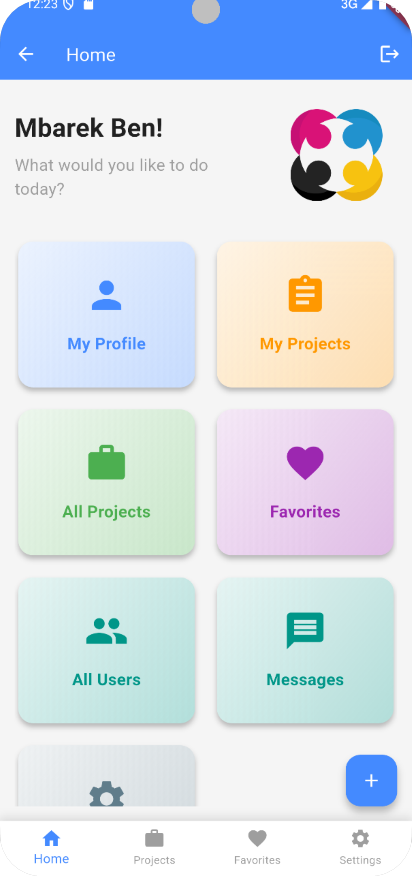 12:23
3G
Home
Mbarek Ben!
What would you like to do
today?
My Profile
My Projects
All Projects
Favorites
All Users
Messages
+
Home
Projects
Favorites
Settings